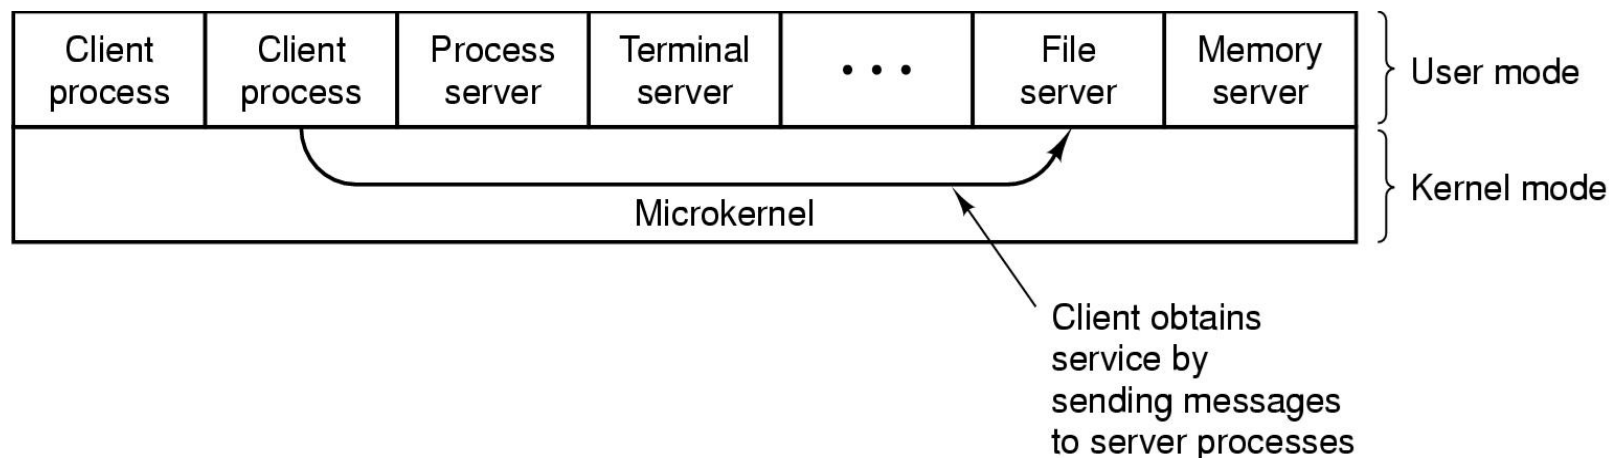 Client process
Client process
Process server
Terminal server
• • •
File server
Memory server
User mode
Microkernel
Kernel mode
Client obtains
service by
sending messages
to server processes